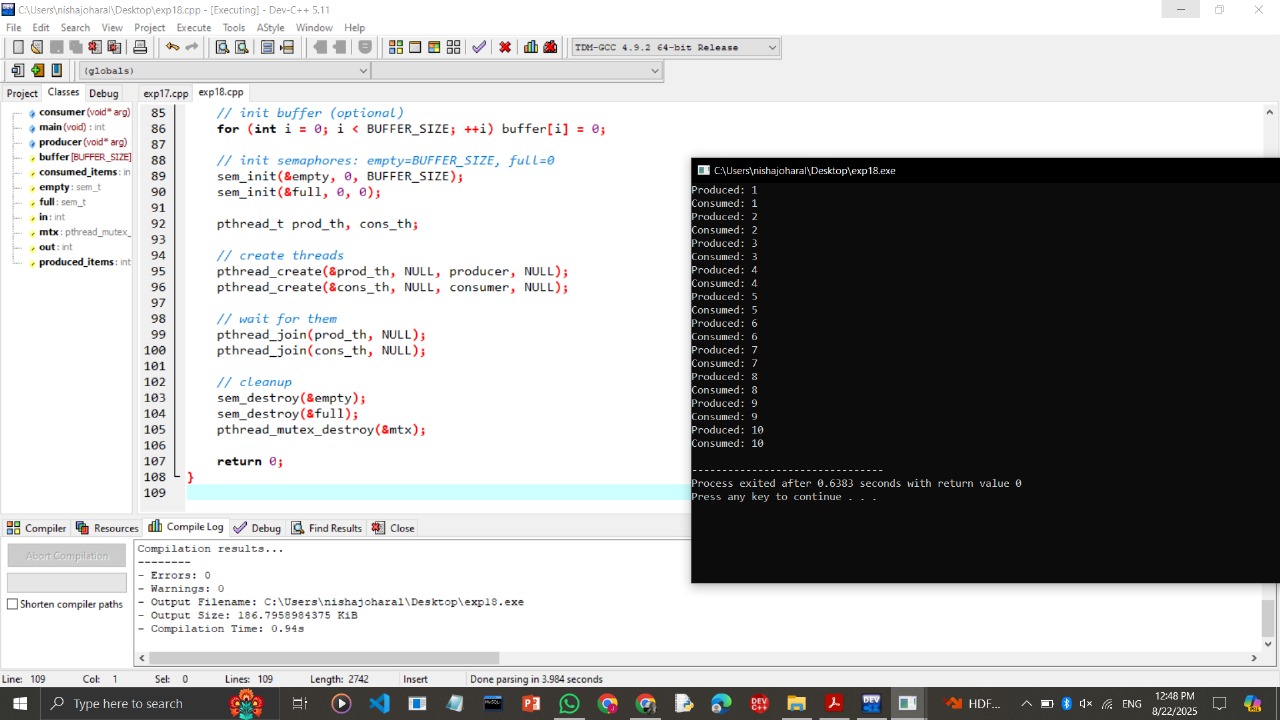 C:\Users\nishajoharal\Desktop\exp18.cpp - [Executing] - Dev-C++ 5.11
File Edit Search View Project Execute Tools AStyle Window Help
TDM-GCC 4.9.2 64-bit Release
(globals)
Project Classes Debug
exp17.cpp exp18.cpp
consumer (void* arg)
main (void) : int
producer (void* arg)
buffer [BUFFER_SIZE]
consumed_items : in
empty : sem_t
full : sem_t
in : int
mtx : pthread_mutex_
out : int
produced_items : int
85 // init buffer (optional)
86 for (int i = 0; i < BUFFER_SIZE; ++i) buffer[i] = 0;
87
88 // init semaphores: empty=BUFFER_SIZE, full=0
89 sem_init(&empty, 0, BUFFER_SIZE);
90 sem_init(&full, 0, 0);
91
92 pthread_t prod_th, cons_th;
93
94 // create threads
95 pthread_create(&prod_th, NULL, producer, NULL);
96 pthread_create(&cons_th, NULL, consumer, NULL);
97
98 // wait for them
99 pthread_join(prod_th, NULL);
100 pthread_join(cons_th, NULL);
101
102 // cleanup
103 sem_destroy(&empty);
104 sem_destroy(&full);
105 pthread_mutex_destroy(&mtx);
106
107 return 0;
108 }
109
C:\Users\nishajoharal\Desktop\exp18.exe
Produced: 1
Consumed: 1
Produced: 2
Consumed: 2
Produced: 3
Consumed: 3
Produced: 4
Consumed: 4
Produced: 5
Consumed: 5
Produced: 6
Consumed: 6
Produced: 7
Consumed: 7
Produced: 8
Consumed: 8
Produced: 9
Consumed: 9
Produced: 10
Consumed: 10
--------------------------------
Process exited after 0.6383 seconds with return value 0
Press any key to continue . . .
Compiler Resources Compile Log Debug Find Results Close
Abort Compilation
Shorten compiler paths
Compilation results...
--------
- Errors: 0
- Warnings: 0
- Output Filename: C:\Users\nishajoharal\Desktop\exp18.exe
- Output Size: 186.7958984375 KiB
- Compilation Time: 0.94s
Line: 109 Col: 1 Sel: 0 Lines: 109 Length: 2742 Insert Done parsing in 3.984 seconds
Type here to search
HDF...
ENG
12:48 PM
8/22/2025